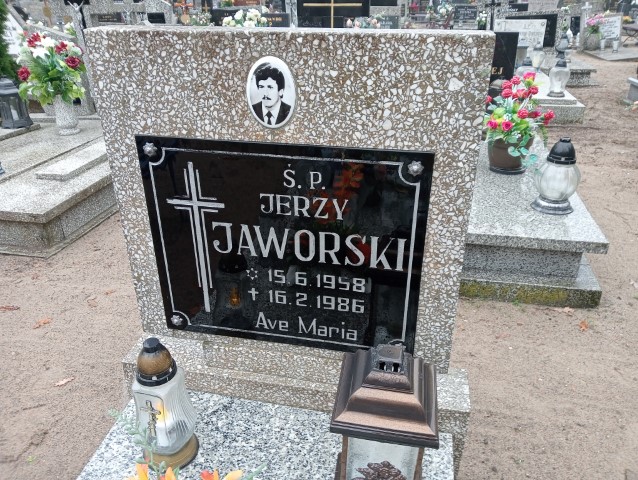 Ś. P.
JERZY
JAWORSKI
15.6.1958
+ 16.2.1986
Ave Maria